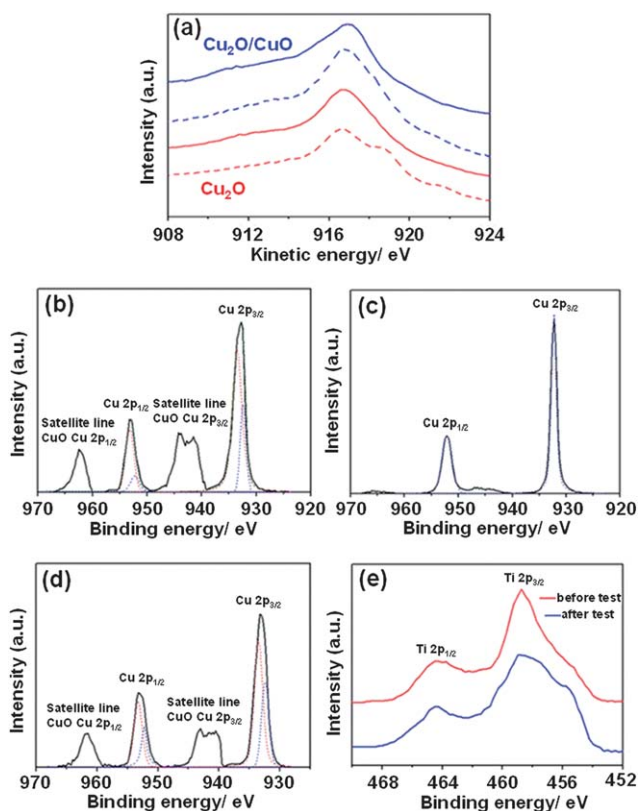 (a)
Cu₂O/CuO
Cu₂O
Intensity (a.u.)
908 912 916 920 924
Kinetic energy/ eV
(b)
Cu 2p₃/₂
Cu 2p₁/₂
Satellite line
CuO Cu 2p₃/₂
Satellite line
CuO Cu 2p₁/₂
Intensity (a.u.)
970 960 950 940 930 920
Binding energy/ eV
(c)
Cu 2p₃/₂
Cu 2p₁/₂
Intensity (a.u.)
970 960 950 940 930 920
Binding energy/ eV
(d)
Cu 2p₃/₂
Cu 2p₁/₂
Satellite line
CuO Cu 2p₁/₂
Satellite line
CuO Cu 2p₃/₂
Intensity (a.u.)
970 960 950 940 930
Binding energy/ eV
(e)
Ti 2p₃/₂
before test
after test
Ti 2p₁/₂
Intensity (a.u.)
468 464 460 456 452
Binding energy/ eV